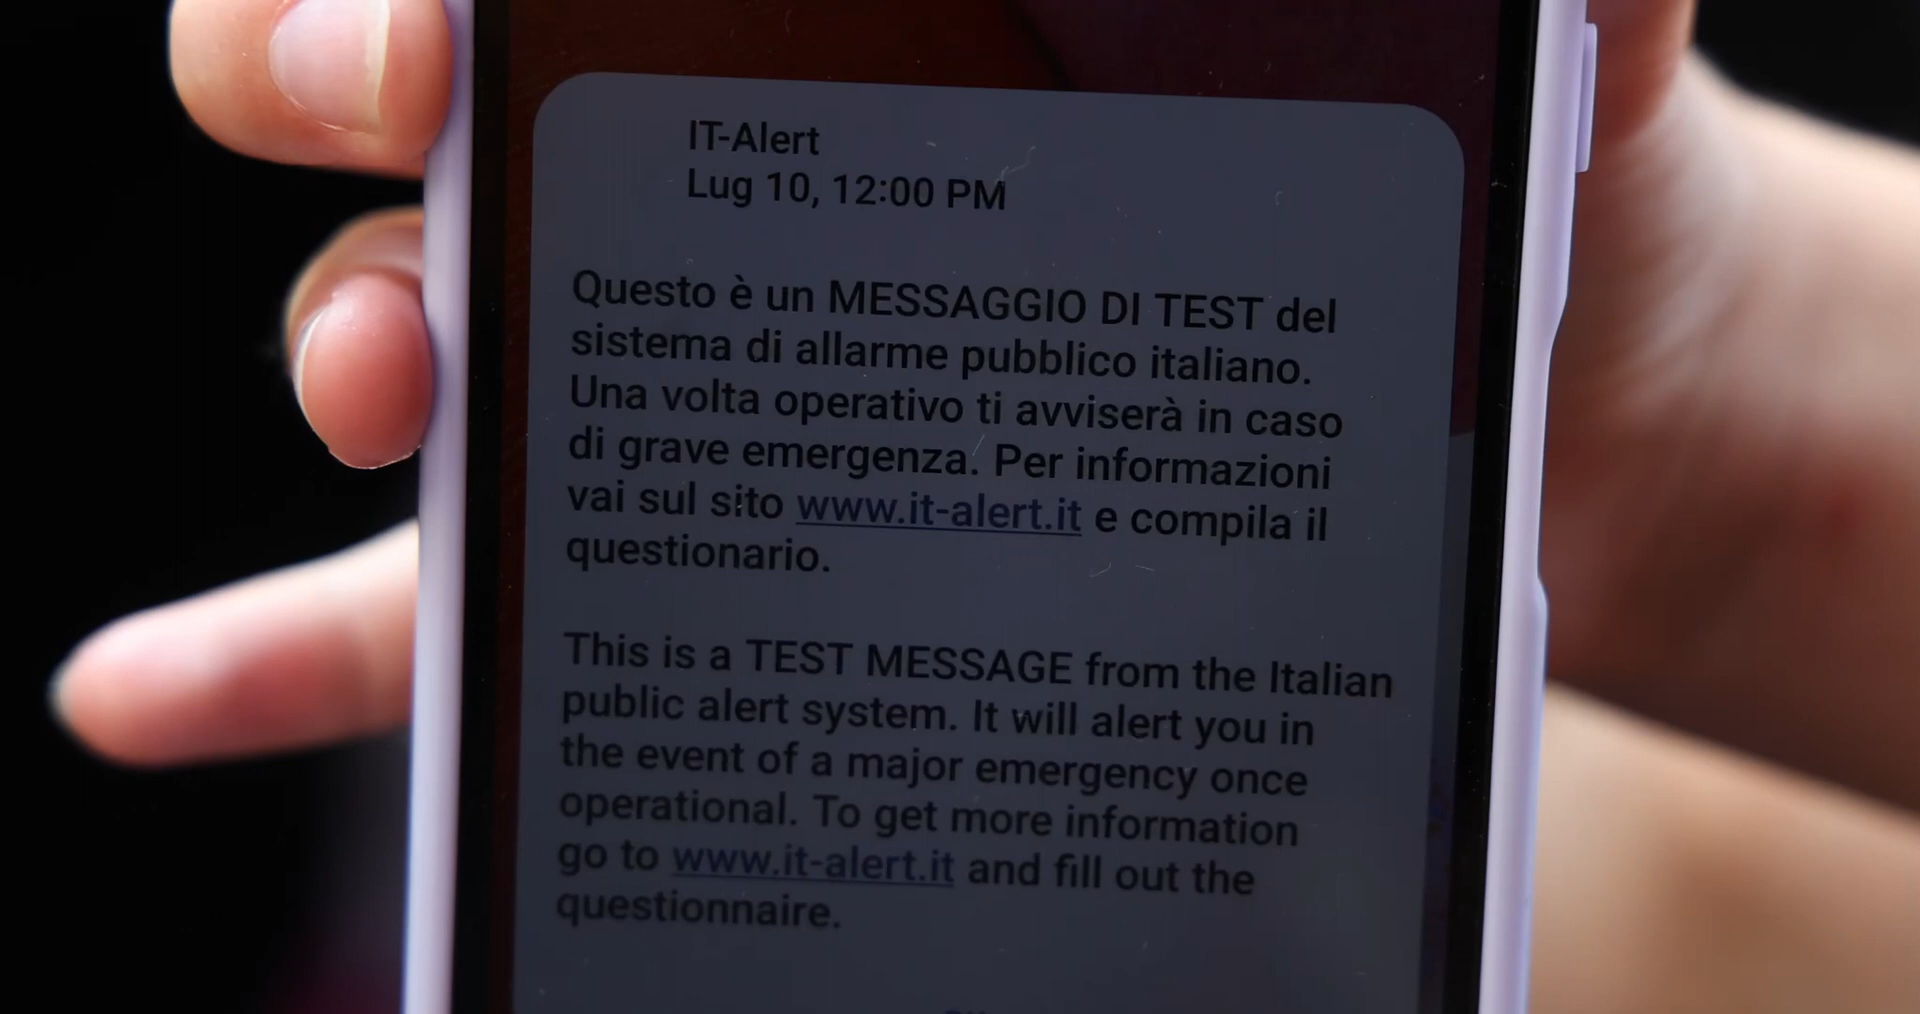 IT-Alert
Lug 10, 12:00 PM
Questo è un MESSAGGIO DI TEST del
sistema di allarme pubblico italiano.
Una volta operativo ti avviserà in caso
di grave emergenza. Per informazioni
vai sul sito www.it-alert.it e compila il
questionario.
This is a TEST MESSAGE from the Italian
public alert system. It will alert you in
the event of a major emergency once
operational. To get more information
go to www.it-alert.it and fill out the
questionnaire.